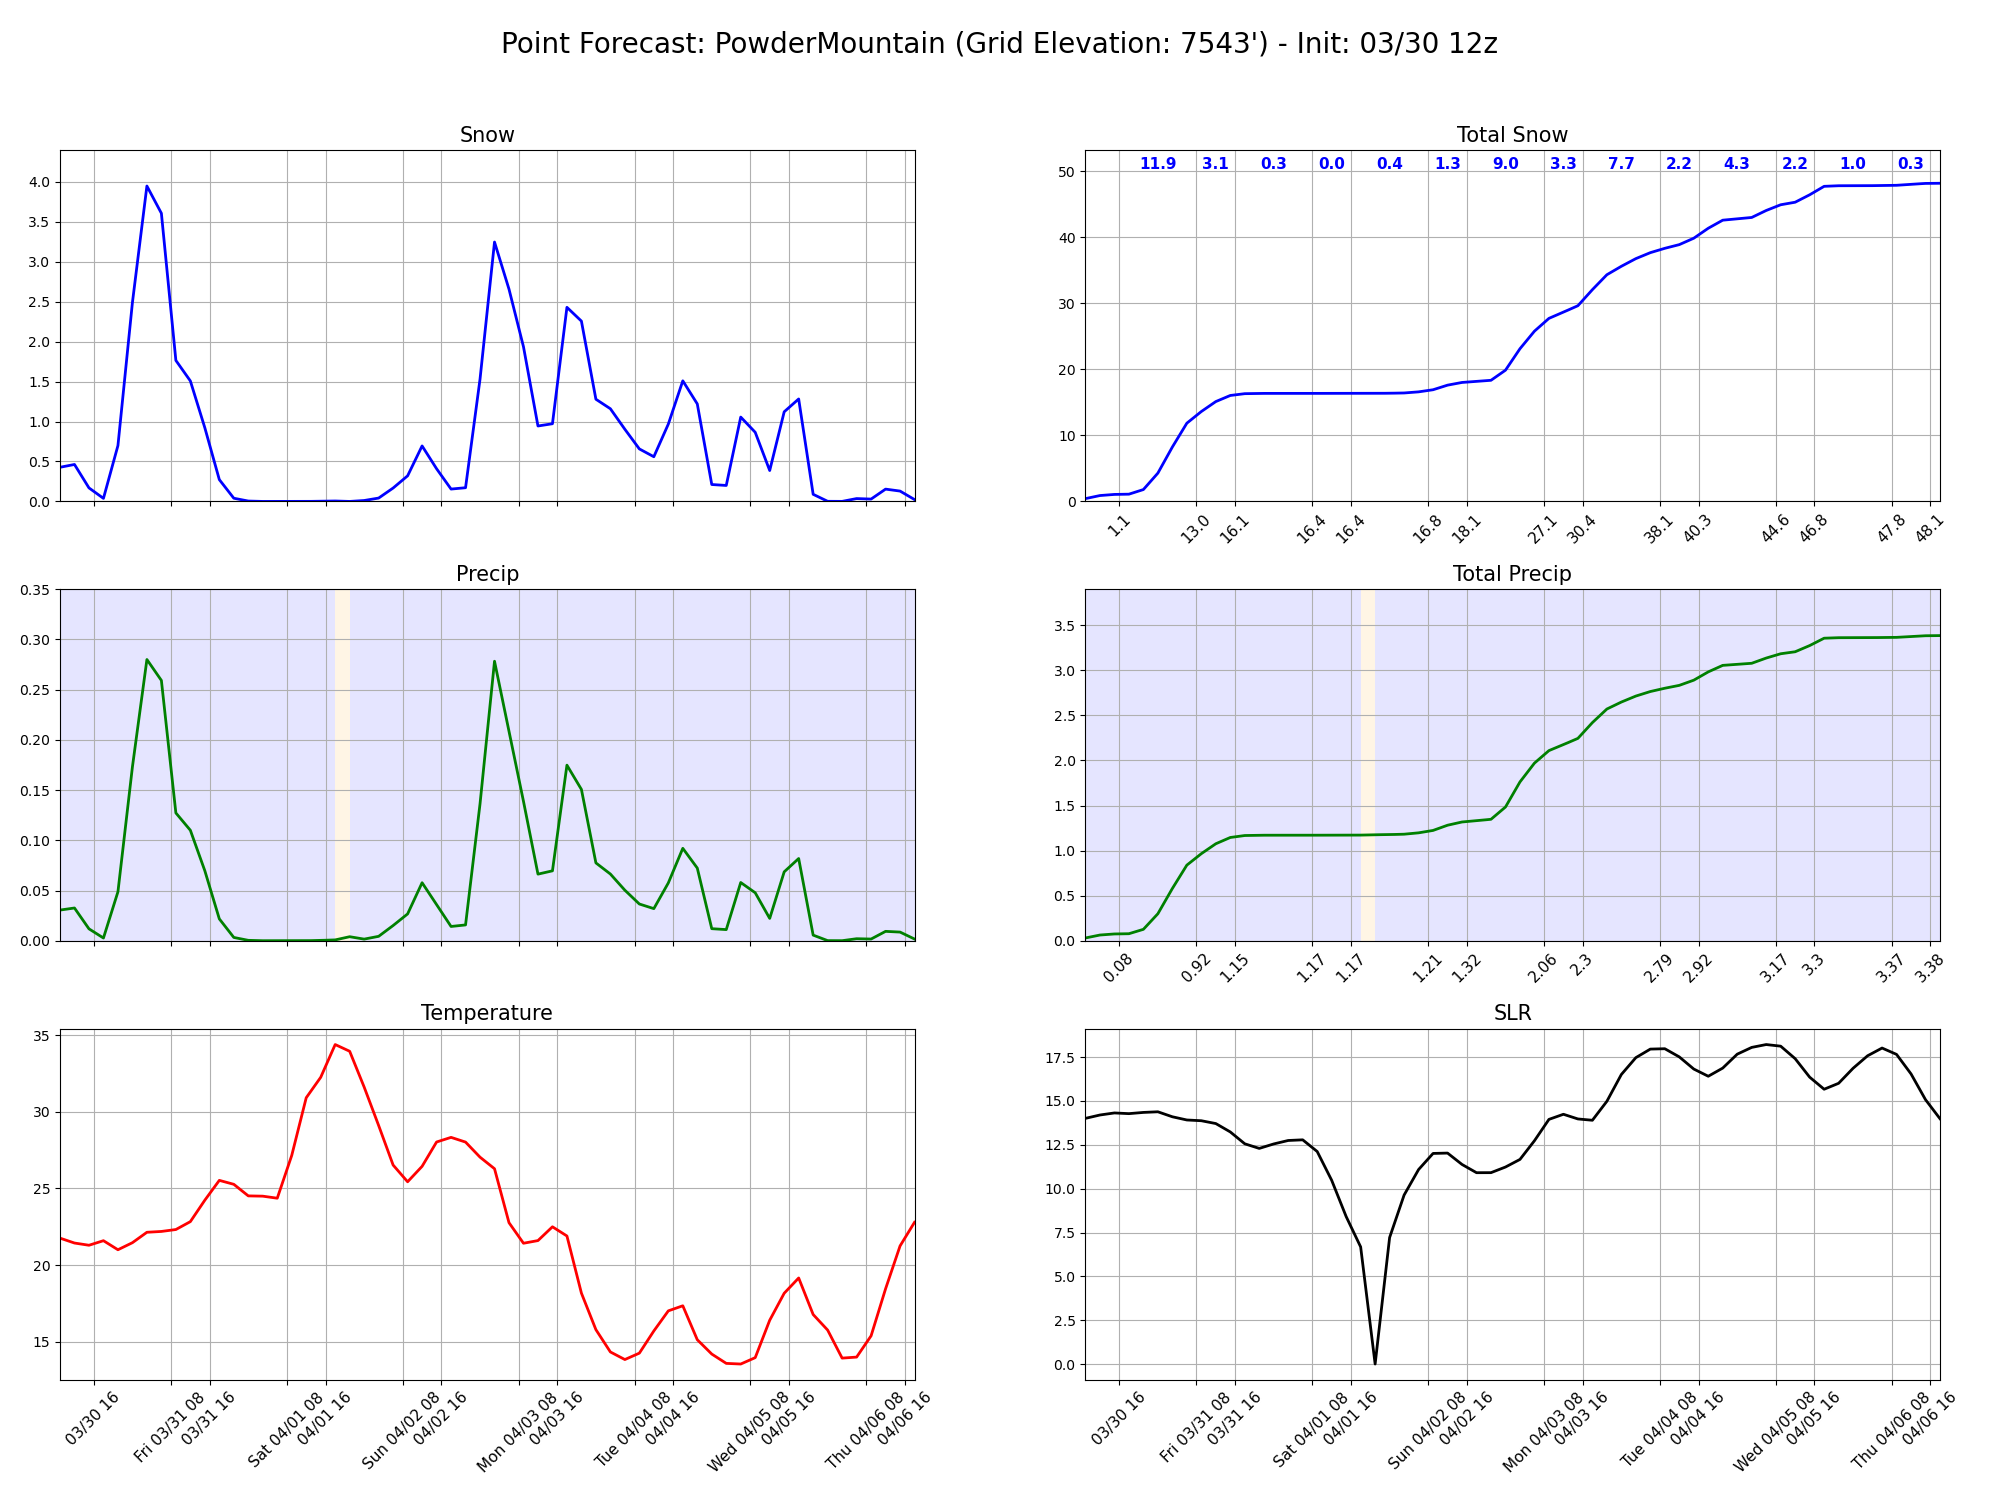 Point Forecast: PowderMountain (Grid Elevation: 7543') - Init: 03/30 12z
Snow
4.0
3.5
3.0
2.5
2.0
1.5
1.0
0.5
0.0
Total Snow
11.9 3.1 0.3 0.0 0.4 1.3 9.0 3.3 7.7 2.2 4.3 2.2 1.0 0.3
50
40
30
20
10
0
1.1 13.0 16.1 16.4 16.4 16.8 18.1 27.1 30.4 38.1 40.3 44.6 46.8 47.8 48.1
Precip
0.35
0.30
0.25
0.20
0.15
0.10
0.05
0.00
Total Precip
3.5
3.0
2.5
2.0
1.5
1.0
0.5
0.0
0.08 0.92 1.15 1.17 1.17 1.21 1.32 2.06 2.3 2.79 2.92 3.17 3.3 3.37 3.38
Temperature
35
30
25
20
15
03/30 16
Fri 03/31 08
03/31 16
Sat 04/01 08
04/01 16
Sun 04/02 08
04/02 16
Mon 04/03 08
04/03 16
Tue 04/04 08
04/04 16
Wed 04/05 08
04/05 16
Thu 04/06 08
04/06 16
SLR
17.5
15.0
12.5
10.0
7.5
5.0
2.5
0.0
03/30 16
Fri 03/31 08
03/31 16
Sat 04/01 08
04/01 16
Sun 04/02 08
04/02 16
Mon 04/03 08
04/03 16
Tue 04/04 08
04/04 16
Wed 04/05 08
04/05 16
Thu 04/06 08
04/06 16